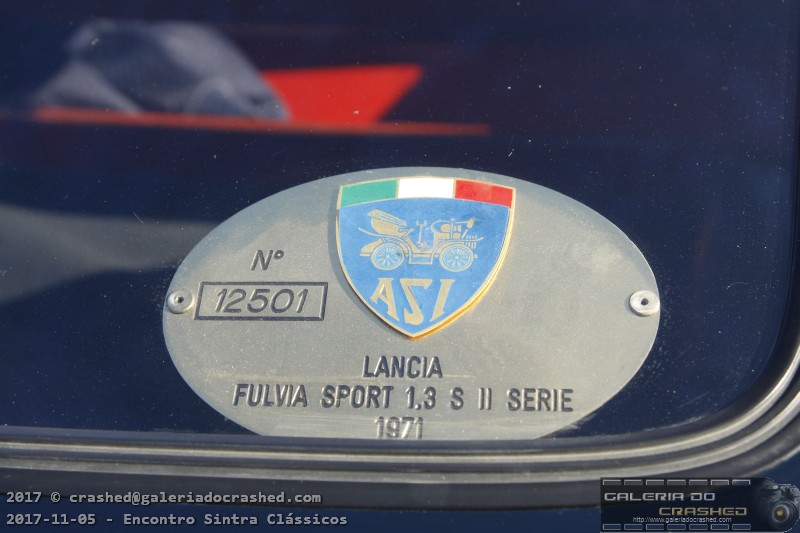 N°
12501
ASI
LANCIA
FULVIA SPORT 1,3 S II SERIE
1971
2017 © crashed@galeriadocrashed.com
2017-11-05 - Encontro Sintra Clássicos
GALERIA DO
CRASHED
http://www.galeriadocrashed.com